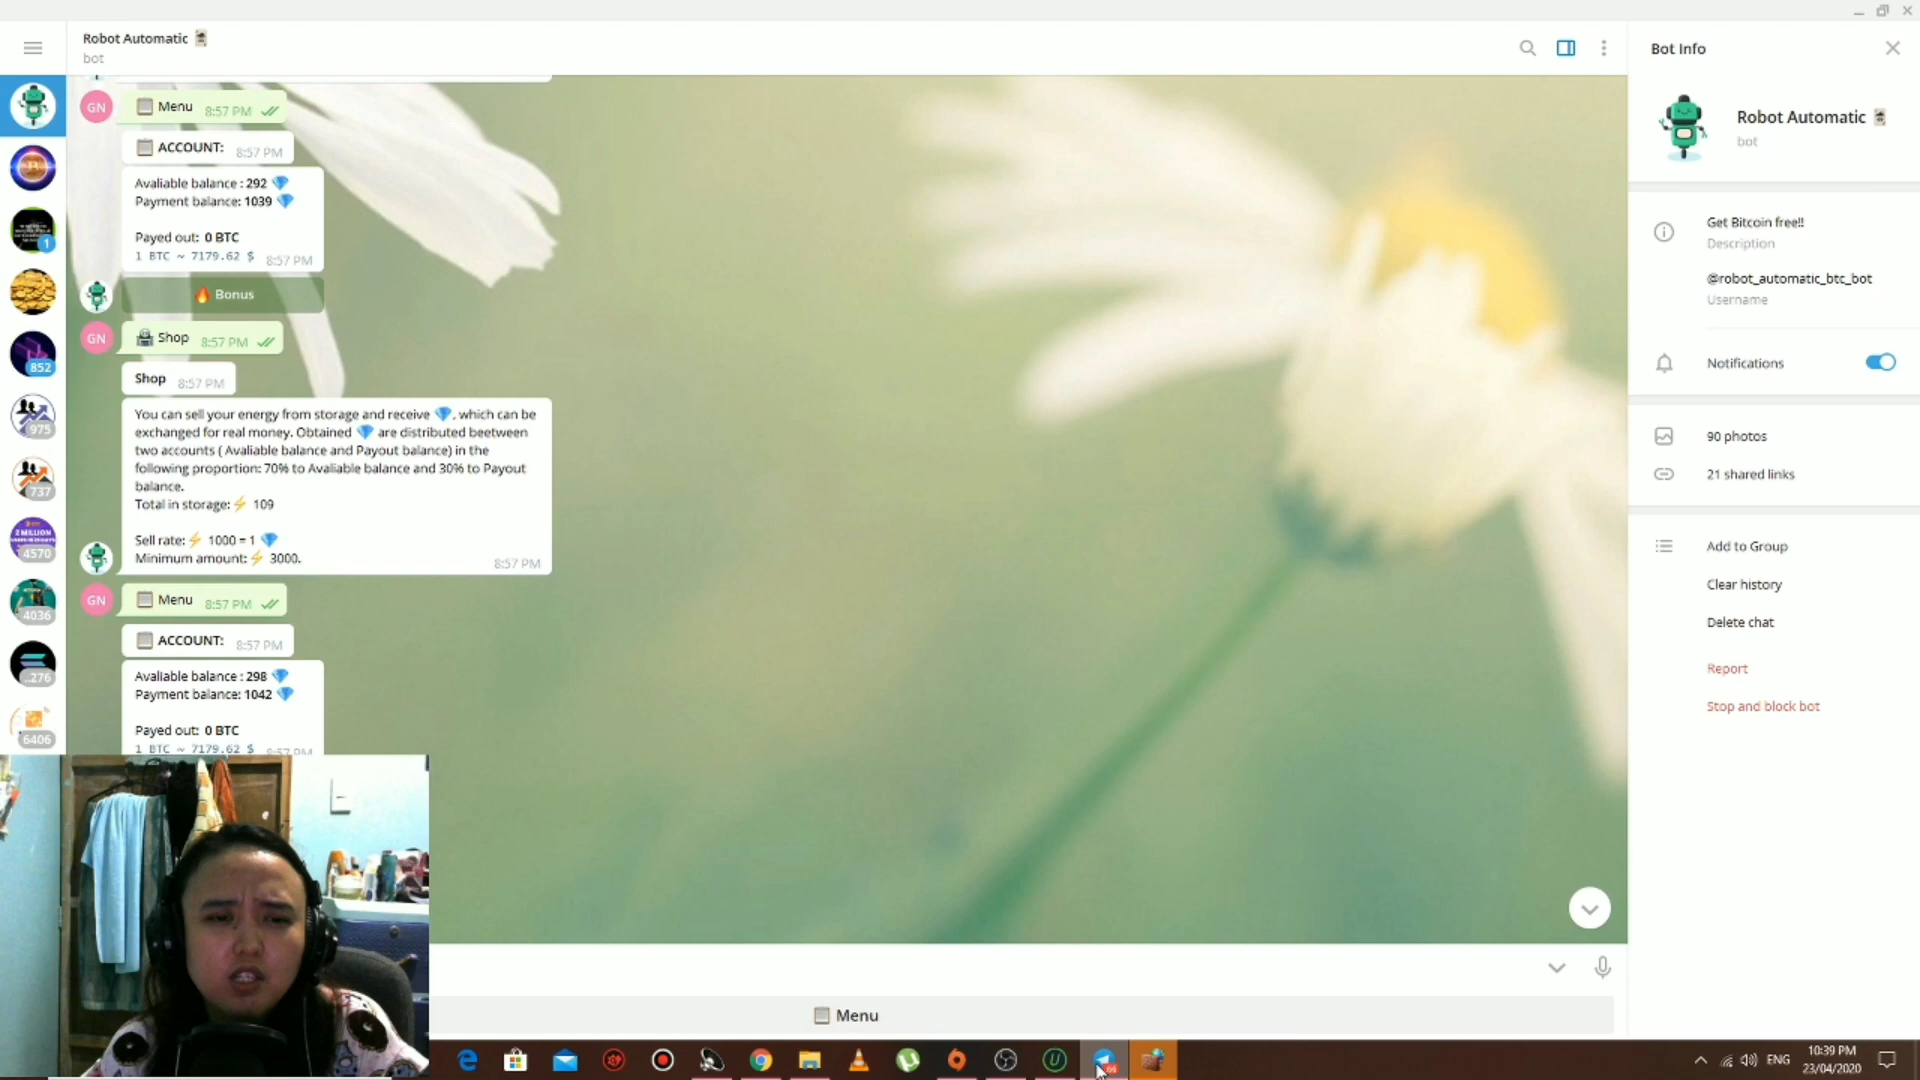 Robot Automatic
bot
Menu 8:57 PM
ACCOUNT: 8:57 PM
Avaliable balance : 292
Payment balance: 1039
Payed out: 0 BTC
1 BTC ~ 7179.62 $ 8:57 PM
Bonus
Shop 8:57 PM
Shop 8:57 PM
You can sell your energy from storage and receive , which can be
exchanged for real money. Obtained are distributed beetween
two accounts ( Avaliable balance and Payout balance) in the
following proportion: 70% to Avaliable balance and 30% to Payout
balance.
Total in storage: 109
Sell rate: 1000 = 1
Minimum amount: 3000.
8:57 PM
Menu 8:57 PM
ACCOUNT: 8:57 PM
Avaliable balance : 298
Payment balance: 1042
Payed out: 0 BTC
1 BTC ~ 7179.62 $ 8:57 PM
GN
GN
GN
1
852
975
737
2 MILLION
4570
4036
..276
6406
Menu
Bot Info
Robot Automatic
bot
Get Bitcoin free!!
Description
@robot_automatic_btc_bot
Username
Notifications
90 photos
21 shared links
Add to Group
Clear history
Delete chat
Report
Stop and block bot
ENG
10:39 PM
23/04/2020